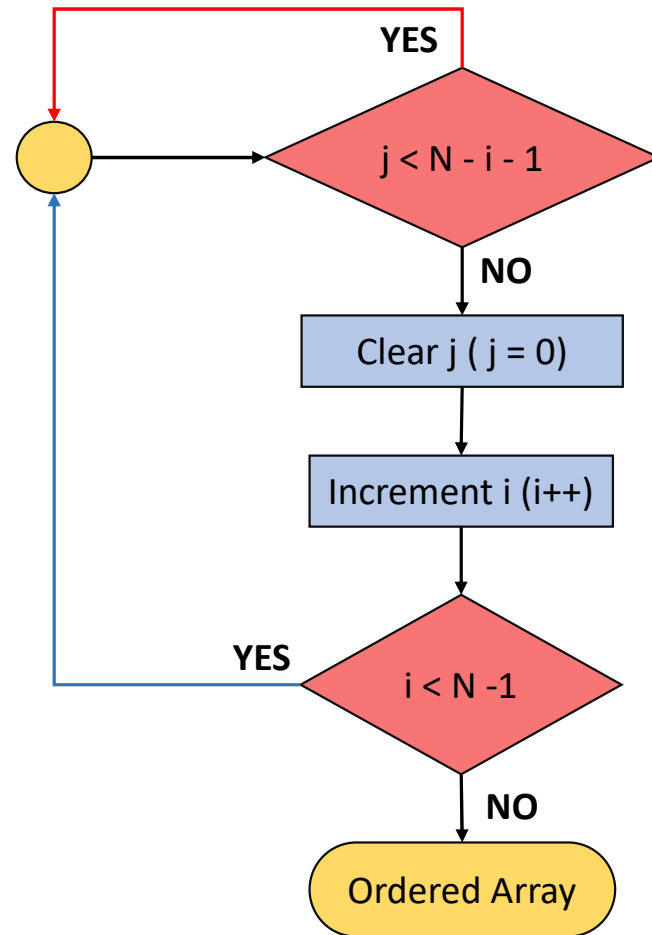 YES
j < N - i - 1
NO
Clear j ( j = 0)
Increment i (i++)
YES
i < N -1
NO
Ordered Array